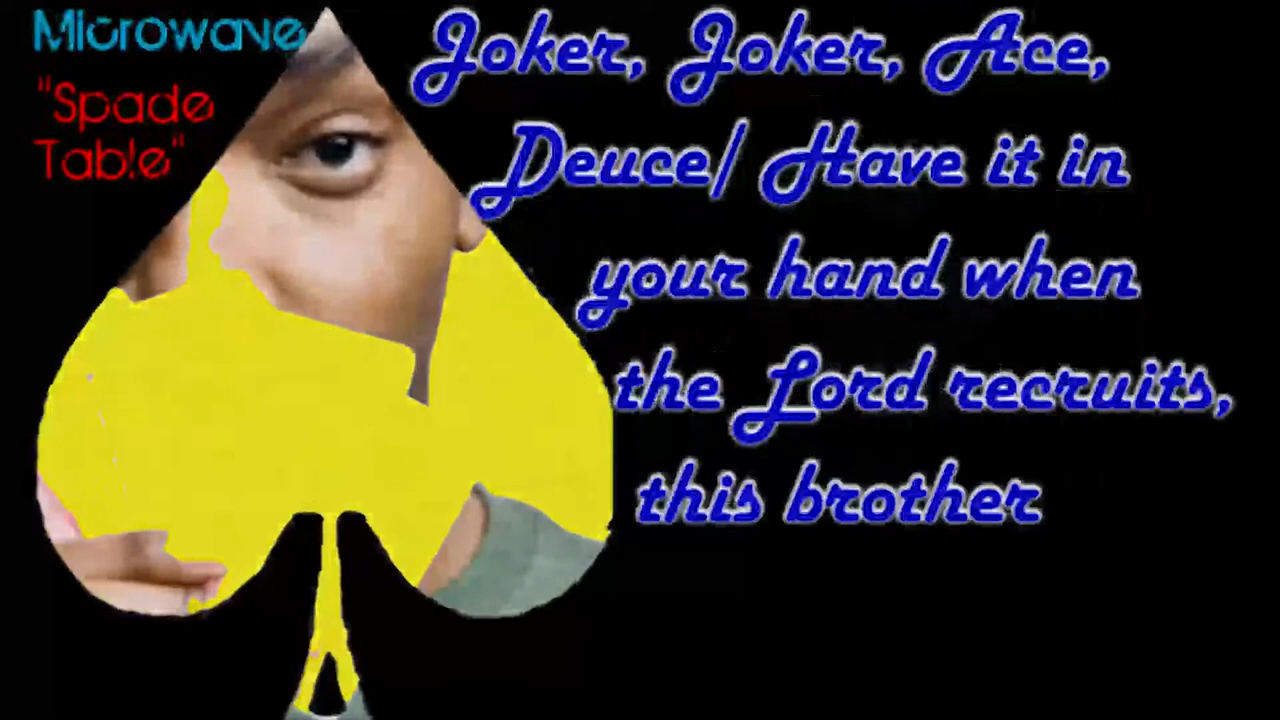 Microwave
"Spade
Table"
Joker, Joker, Ace,
Deuce/ Have it in
your hand when
the Lord recruits,
this brother